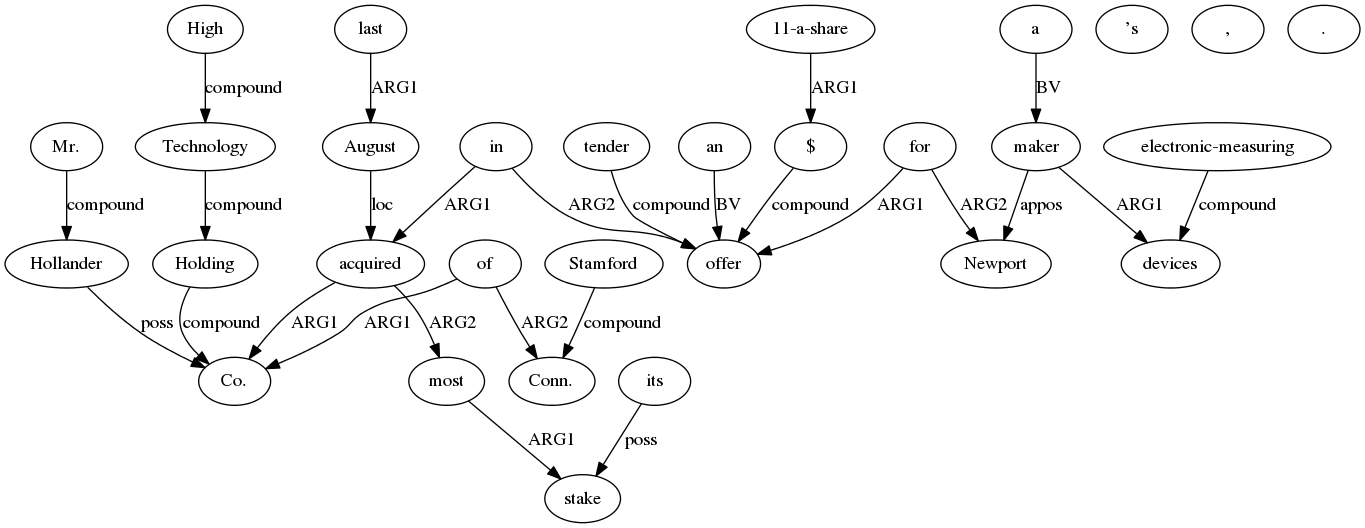 High last 11-a-share a ’s , .
compound ARG1 ARG1 BV
Mr. Technology August in tender an $ for maker electronic-measuring
compound compound loc ARG1 ARG2 compound BV compound ARG1 ARG2 appos ARG1 compound
Hollander Holding acquired of Stamford offer Newport devices
poss compound ARG1 ARG1 ARG2 ARG2 compound
Co. most Conn. its
ARG1 poss
stake